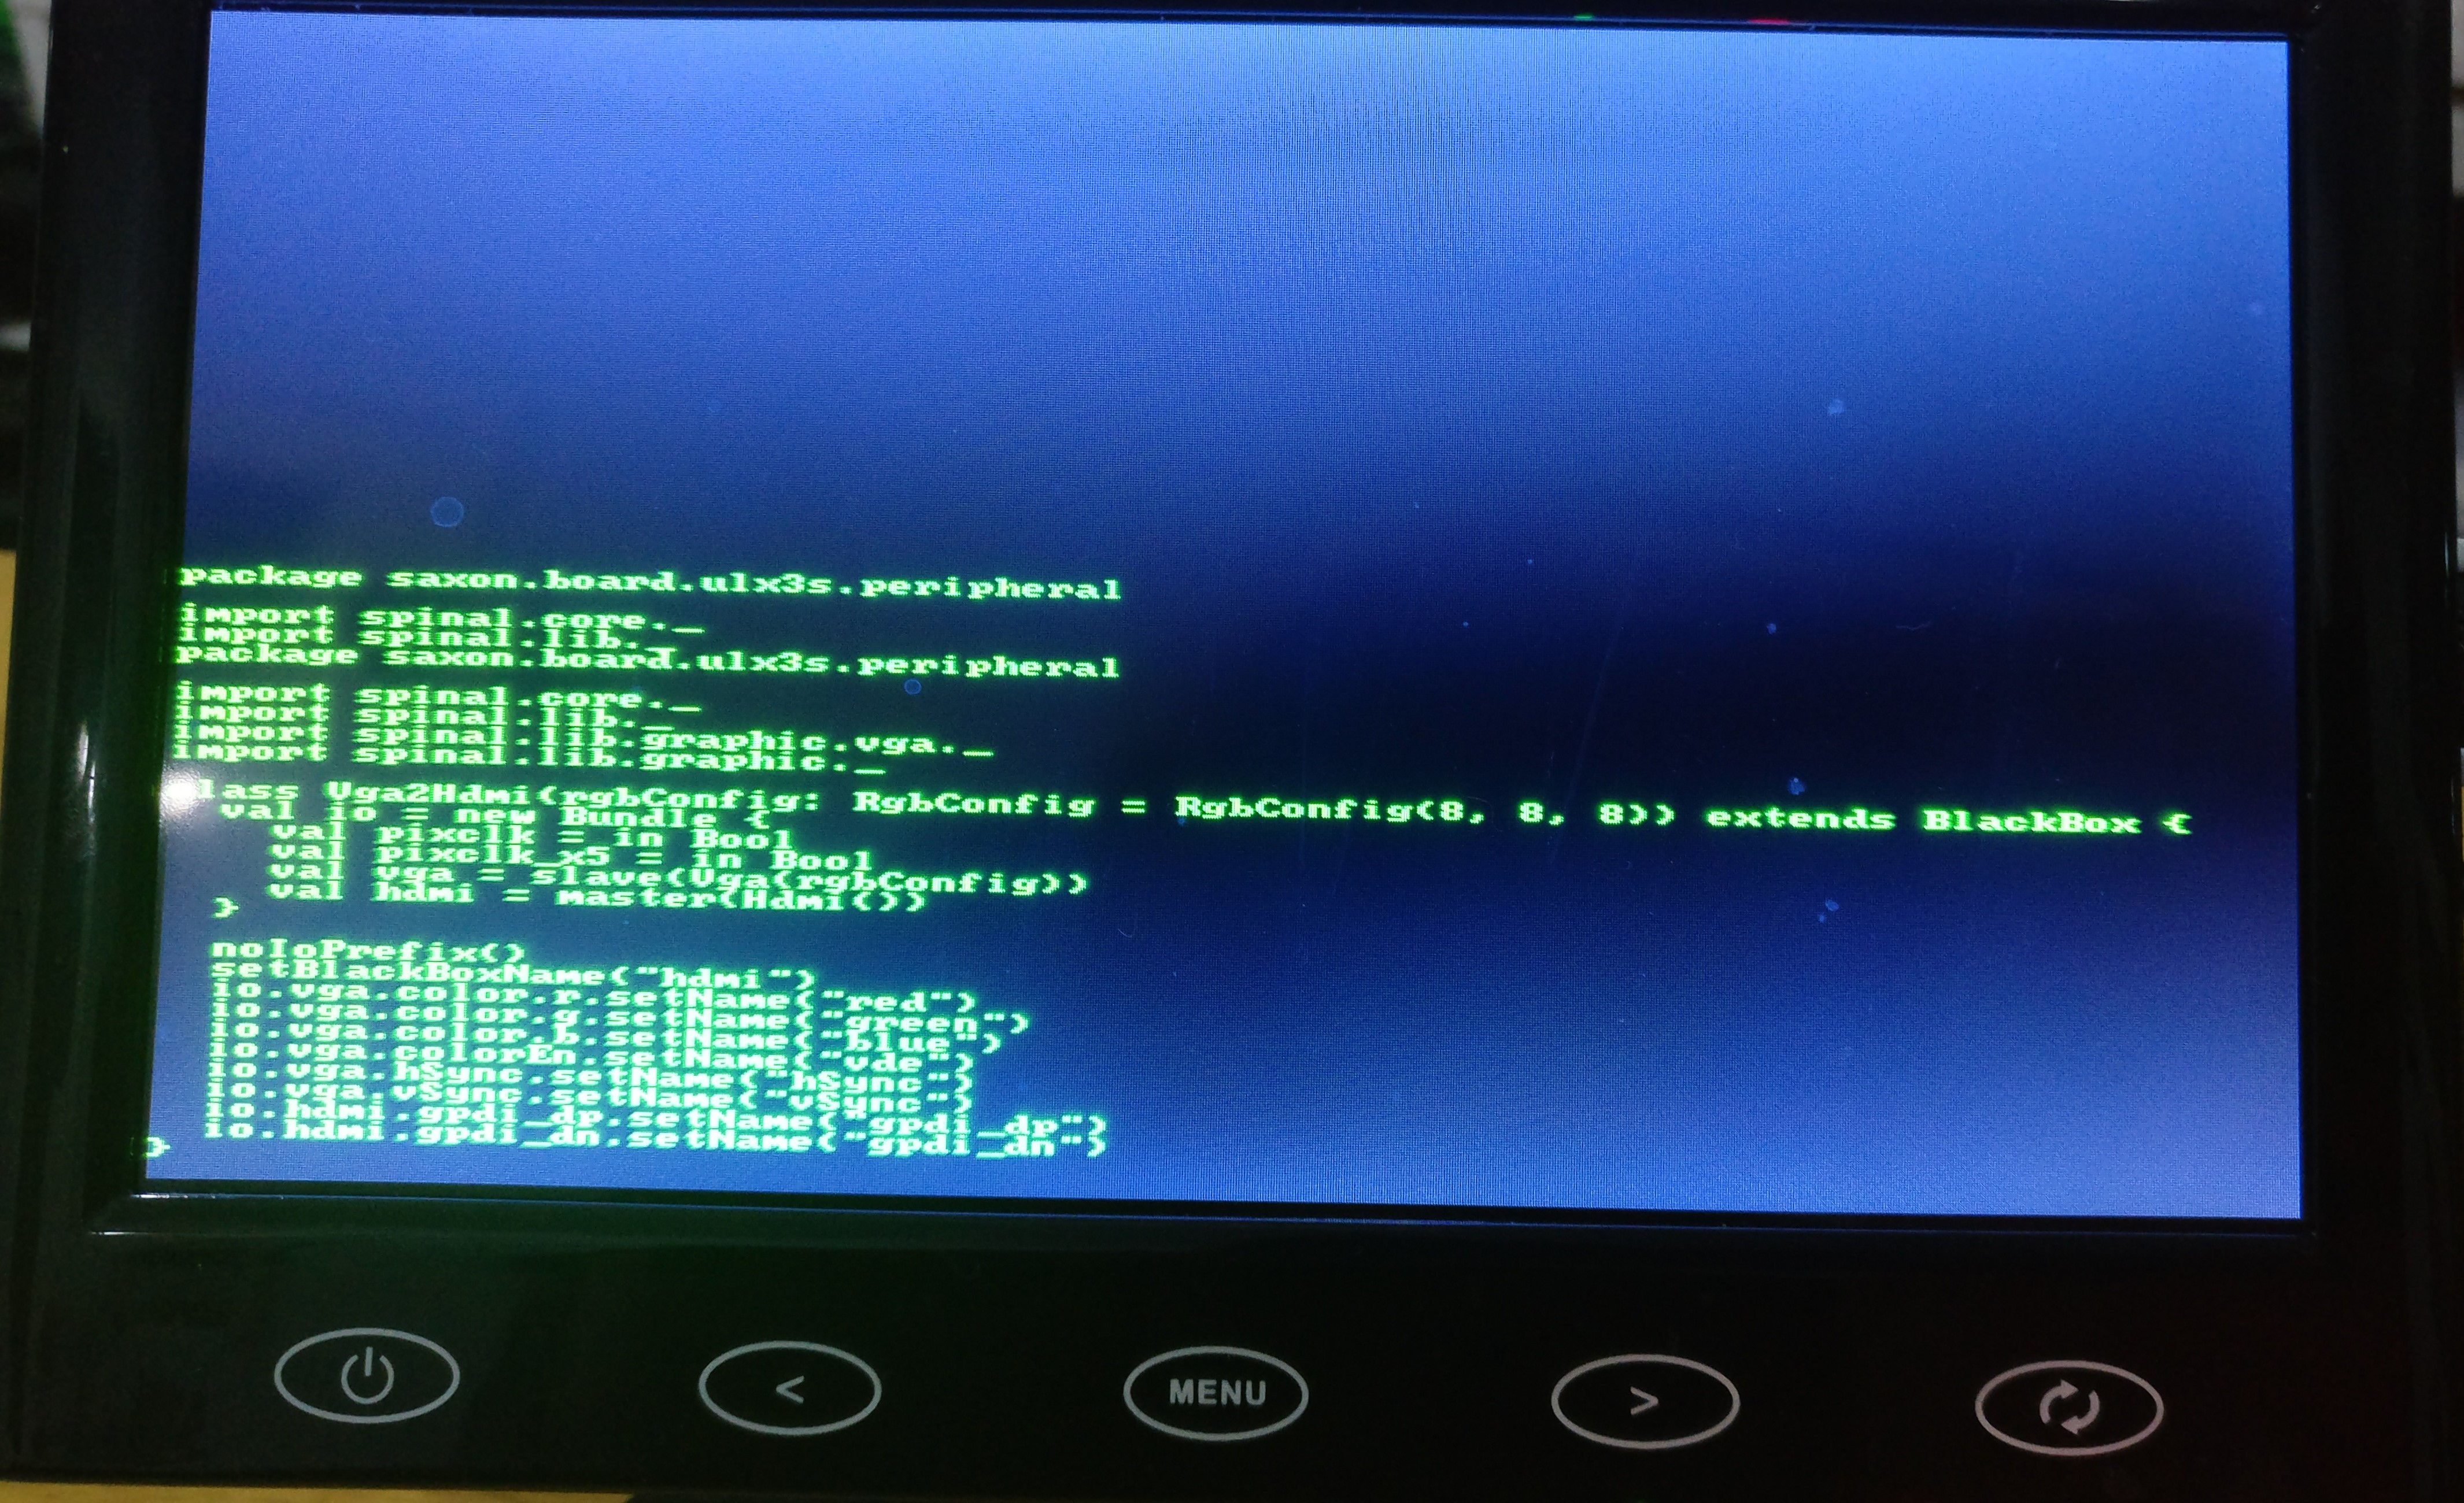 package saxon.board.ulx3s.peripheral
import spinal.core._
import spinal.lib._
package saxon.board.ulx3s.peripheral
import spinal.core._
import spinal.lib._
import spinal.lib.graphic.vga._
import spinal.lib.graphic._
lass Vga2Hdmi(rgbConfig: RgbConfig = RgbConfig(8, 8, 8)) extends BlackBox {
val io = new Bundle {
val pixclk = in Bool
val pixclk_x5 = in Bool
val vga = slave(Vga(rgbConfig))
val hdmi = master(Hdmi())
}
noIoPrefix()
setBlackBoxName("hdmi")
io.vga.color.r.setName("red")
io.vga.color.g.setName("green")
io.vga.color.b.setName("blue")
io.vga.colorEn.setName("vde")
io.vga.hSync.setName("hSync")
io.vga.vSync.setName("vSync")
io.hdmi.gpdi_dp.setName("gpdi_dp")
io.hdmi.gpdi_dn.setName("gpdi_dn")
}
< MENU >